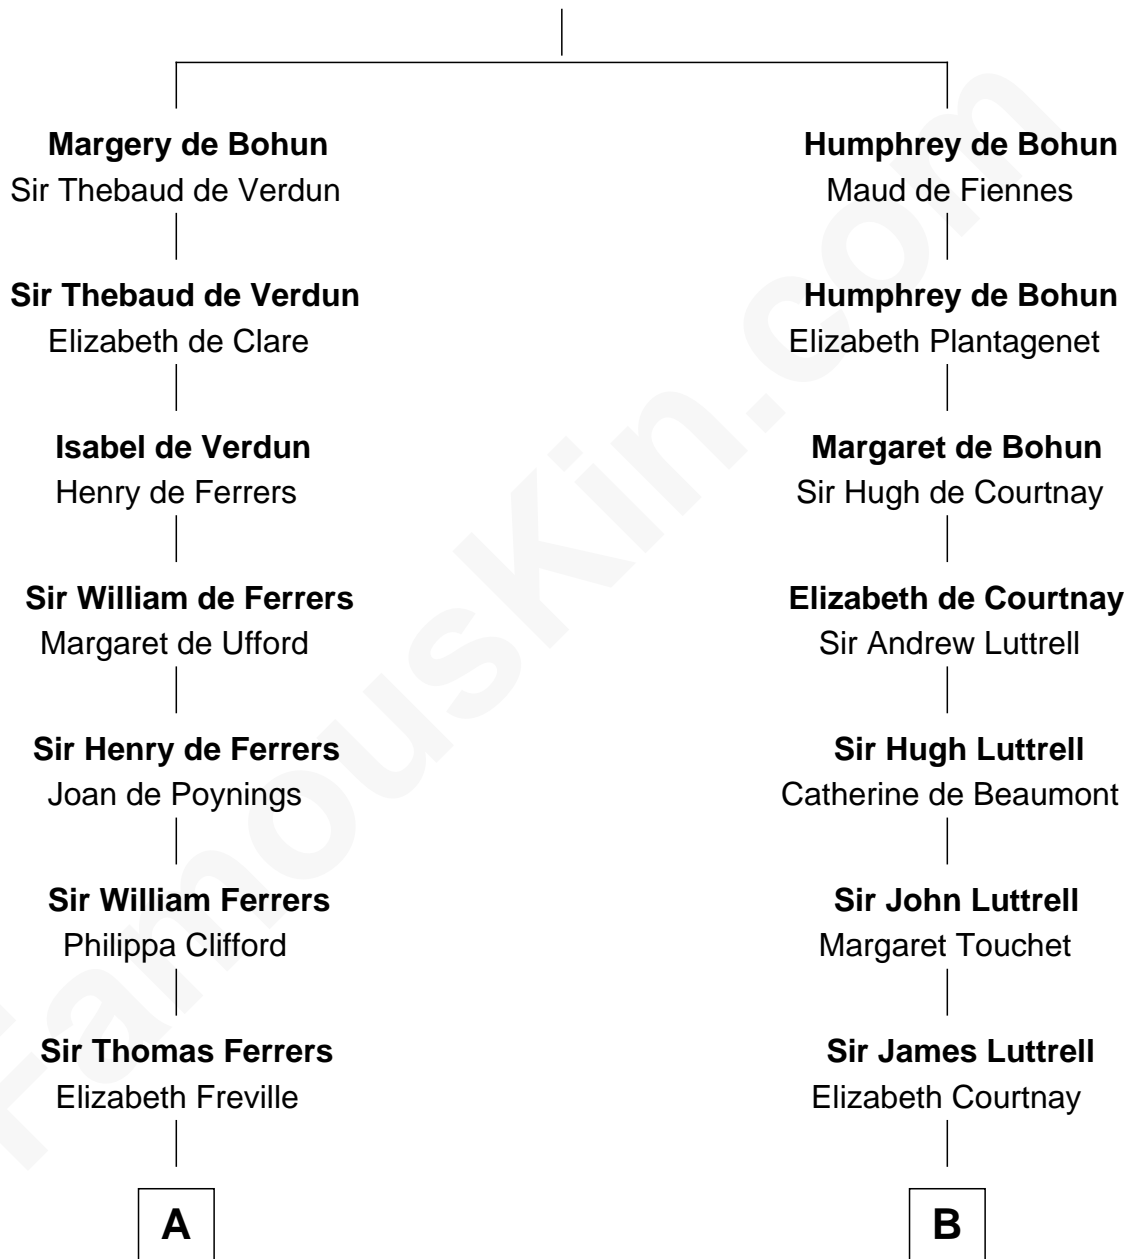 Margery de Bohun
Sir Thebaud de Verdun
Sir Thebaud de Verdun
Elizabeth de Clare
Isabel de Verdun
Henry de Ferrers
Sir William de Ferrers
Margaret de Ufford
Sir Henry de Ferrers
Joan de Poynings
Sir William Ferrers
Philippa Clifford
Sir Thomas Ferrers
Elizabeth Freville
A
Humphrey de Bohun
Maud de Fiennes
Humphrey de Bohun
Elizabeth Plantagenet
Margaret de Bohun
Sir Hugh de Courtnay
Elizabeth de Courtnay
Sir Andrew Luttrell
Sir Hugh Luttrell
Catherine de Beaumont
Sir John Luttrell
Margaret Touchet
Sir James Luttrell
Elizabeth Courtnay
B
FamousKin.com